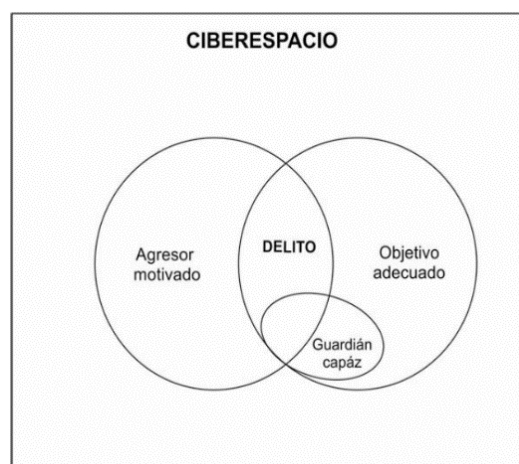 CIBERESPACIO
Agresor
motivado
DELITO
Objetivo
adecuado
Guardián
capáz